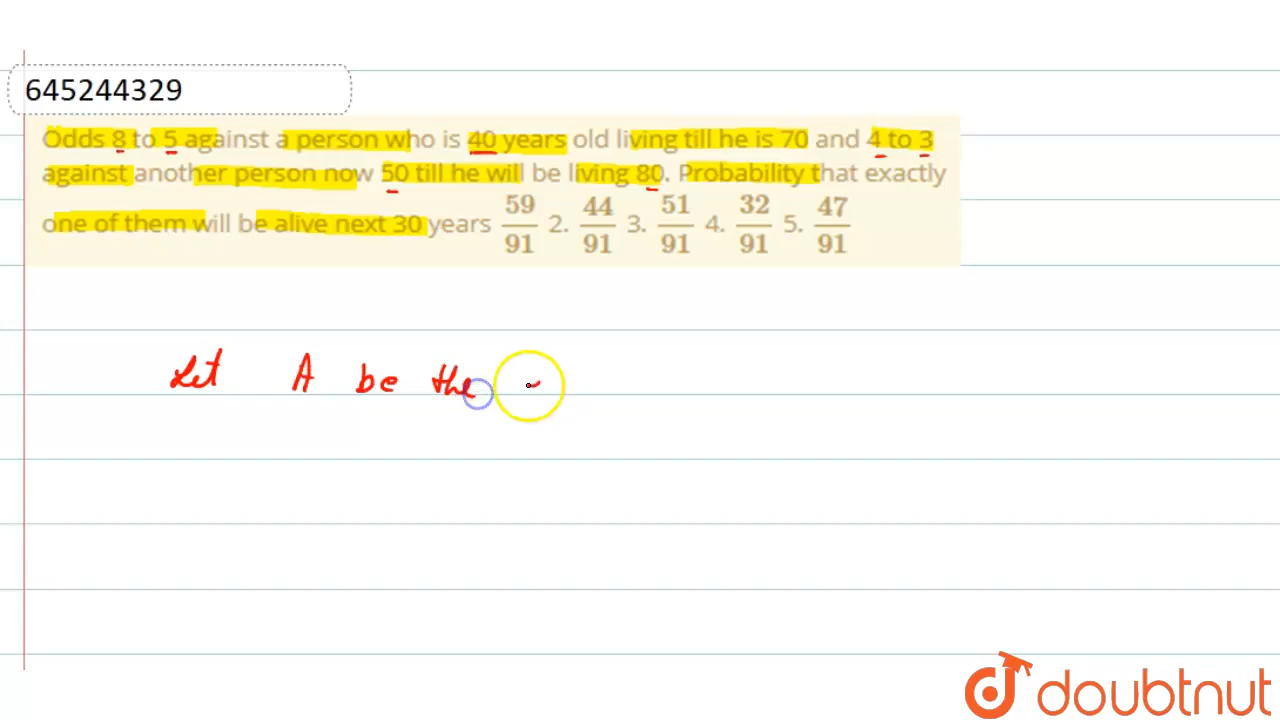 645244329
Odds 8 to 5 against a person who is 40 years old living till he is 70 and 4 to 3
against another person now 50 till he will be living 80. Probability that exactly
one of them will be alive next 30 years 59/91 2. 44/91 3. 51/91 4. 32/91 5. 47/91
Let A be the
doubtnut